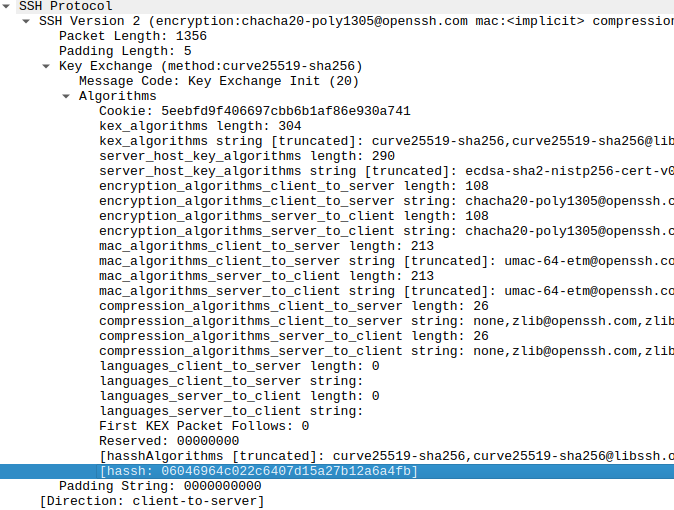 SSH Protocol
SSH Version 2 (encryption:chacha20-poly1305@openssh.com mac:<implicit> compression
Packet Length: 1356
Padding Length: 5
Key Exchange (method:curve25519-sha256)
Message Code: Key Exchange Init (20)
Algorithms
Cookie: 5eebfd9f406697cbb6b1af86e930a741
kex_algorithms length: 304
kex_algorithms string [truncated]: curve25519-sha256,curve25519-sha256@lib
server_host_key_algorithms length: 290
server_host_key_algorithms string [truncated]: ecdsa-sha2-nistp256-cert-v0
encryption_algorithms_client_to_server length: 108
encryption_algorithms_client_to_server string: chacha20-poly1305@openssh.
encryption_algorithms_server_to_client length: 108
encryption_algorithms_server_to_client string: chacha20-poly1305@openssh.
mac_algorithms_client_to_server length: 213
mac_algorithms_client_to_server string [truncated]: umac-64-etm@openssh.co
mac_algorithms_server_to_client length: 213
mac_algorithms_server_to_client string [truncated]: umac-64-etm@openssh.co
compression_algorithms_client_to_server length: 26
compression_algorithms_client_to_server string: none,zlib@openssh.com,zlib
compression_algorithms_server_to_client length: 26
compression_algorithms_server_to_client string: none,zlib@openssh.com,zlib
languages_client_to_server length: 0
languages_client_to_server string:
languages_server_to_client length: 0
languages_server_to_client string:
First KEX Packet Follows: 0
Reserved: 00000000
[hasshAlgorithms [truncated]: curve25519-sha256,curve25519-sha256@libssh.o
[hassh: 06046964c022c6407d15a27b12a6a4fb]
Padding String: 0000000000
[Direction: client-to-server]